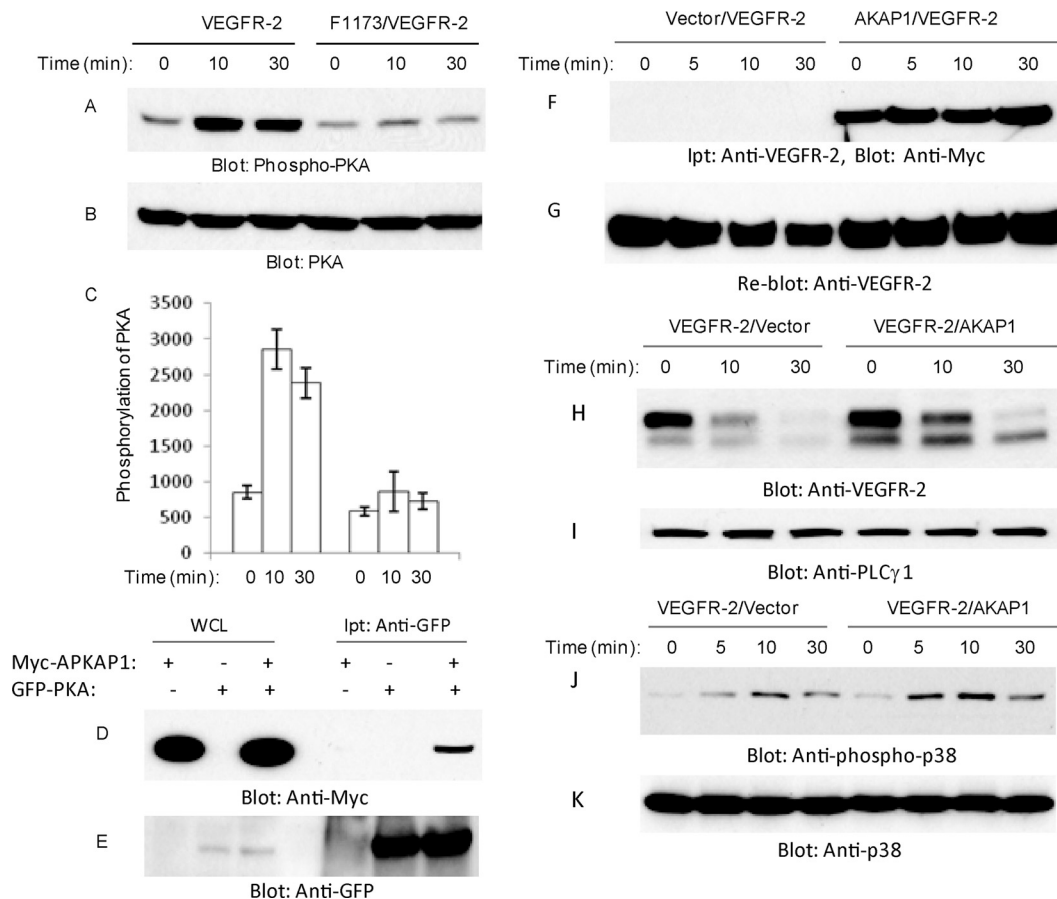 VEGFR-2 F1173/VEGFR-2
Time (min): 0 10 30 0 10 30
A
Blot: Phospho-PKA
B
Blot: PKA
C
Phosphorylation of PKA
3500
3000
2500
2000
1500
1000
500
0
Time (min): 0 10 30 0 10 30
WCL Ipt: Anti-GFP
Myc-APKAP1: + - + + - +
GFP-PKA: - + + - + +
D
Blot: Anti-Myc
E
Blot: Anti-GFP
Vector/VEGFR-2 AKAP1/VEGFR-2
Time (min): 0 5 10 30 0 5 10 30
F
Ipt: Anti-VEGFR-2, Blot: Anti-Myc
G
Re-blot: Anti-VEGFR-2
VEGFR-2/Vector VEGFR-2/AKAP1
Time (min): 0 10 30 0 10 30
H
Blot: Anti-VEGFR-2
I
Blot: Anti-PLCγ1
VEGFR-2/Vector VEGFR-2/AKAP1
Time (min): 0 5 10 30 0 5 10 30
J
Blot: Anti-phospho-p38
K
Blot: Anti-p38